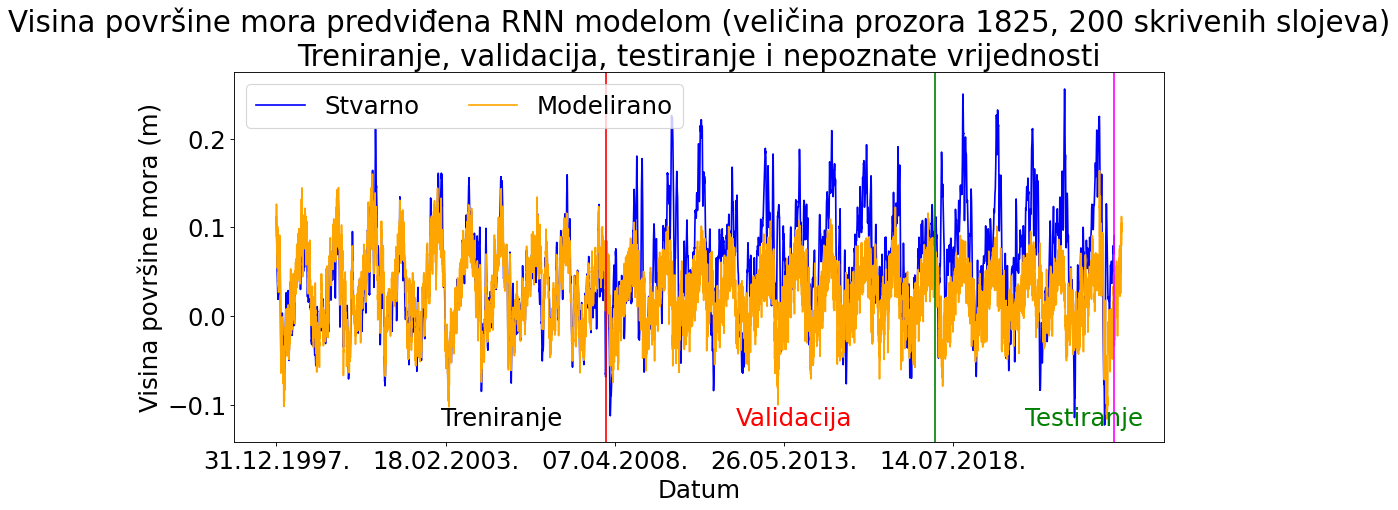 Visina površine mora predviđena RNN modelom (veličina prozora 1825, 200 skrivenih slojeva)
Treniranje, validacija, testiranje i nepoznate vrijednosti
Stvarno Modelirano
Visina površine mora (m)
0.2
0.1
0.0
−0.1
Treniranje Validacija Testiranje
31.12.1997. 18.02.2003. 07.04.2008. 26.05.2013. 14.07.2018.
Datum